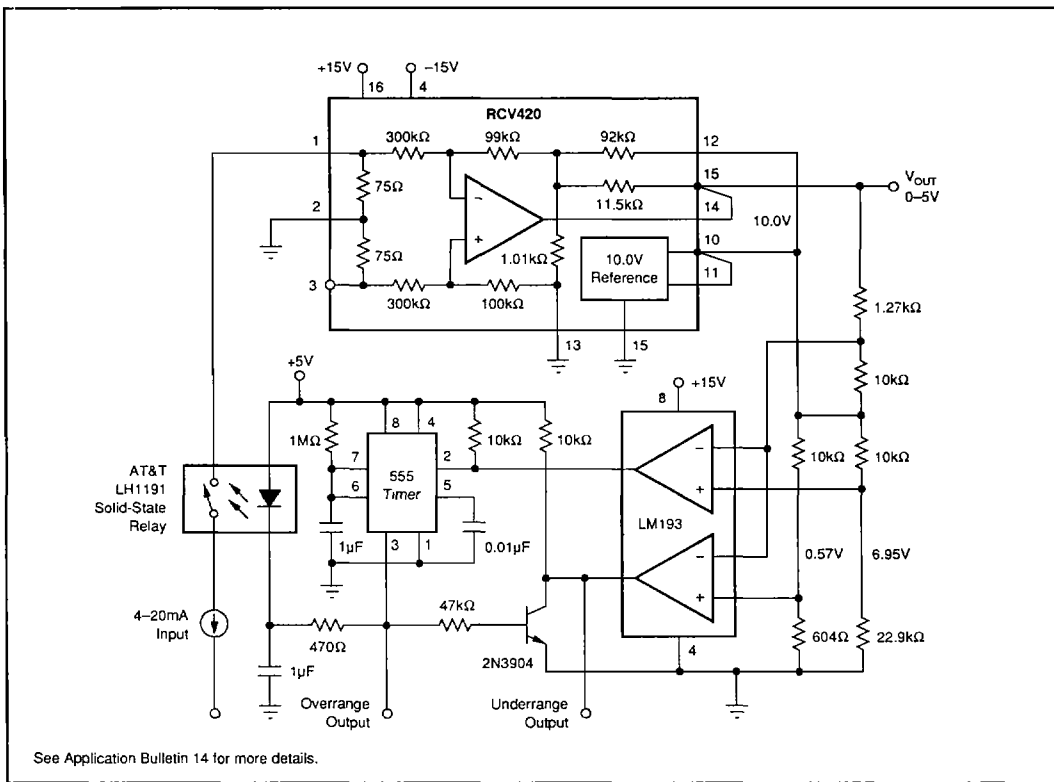 +15V
-15V
16
4
RCV420
1
300kΩ
99kΩ
92kΩ
12
15
VOUT
0–5V
75Ω
11.5kΩ
14
2
-
+
10.0V
10
75Ω
1.01kΩ
10.0V
Reference
11
3
300kΩ
100kΩ
1.27kΩ
13
15
+5V
8
+15V
10kΩ
1MΩ
8
4
10kΩ
10kΩ
-
10kΩ
10kΩ
AT&T
LH1191
Solid-State
Relay
7
555
Timer
2
+
6
5
LM193
1µF
3
1
0.01µF
0.57V
6.95V
-
+
4–20mA
Input
47kΩ
604Ω
22.9kΩ
470Ω
2N3904
4
1µF
Overrange
Output
Underrange
Output
See Application Bulletin 14 for more details.